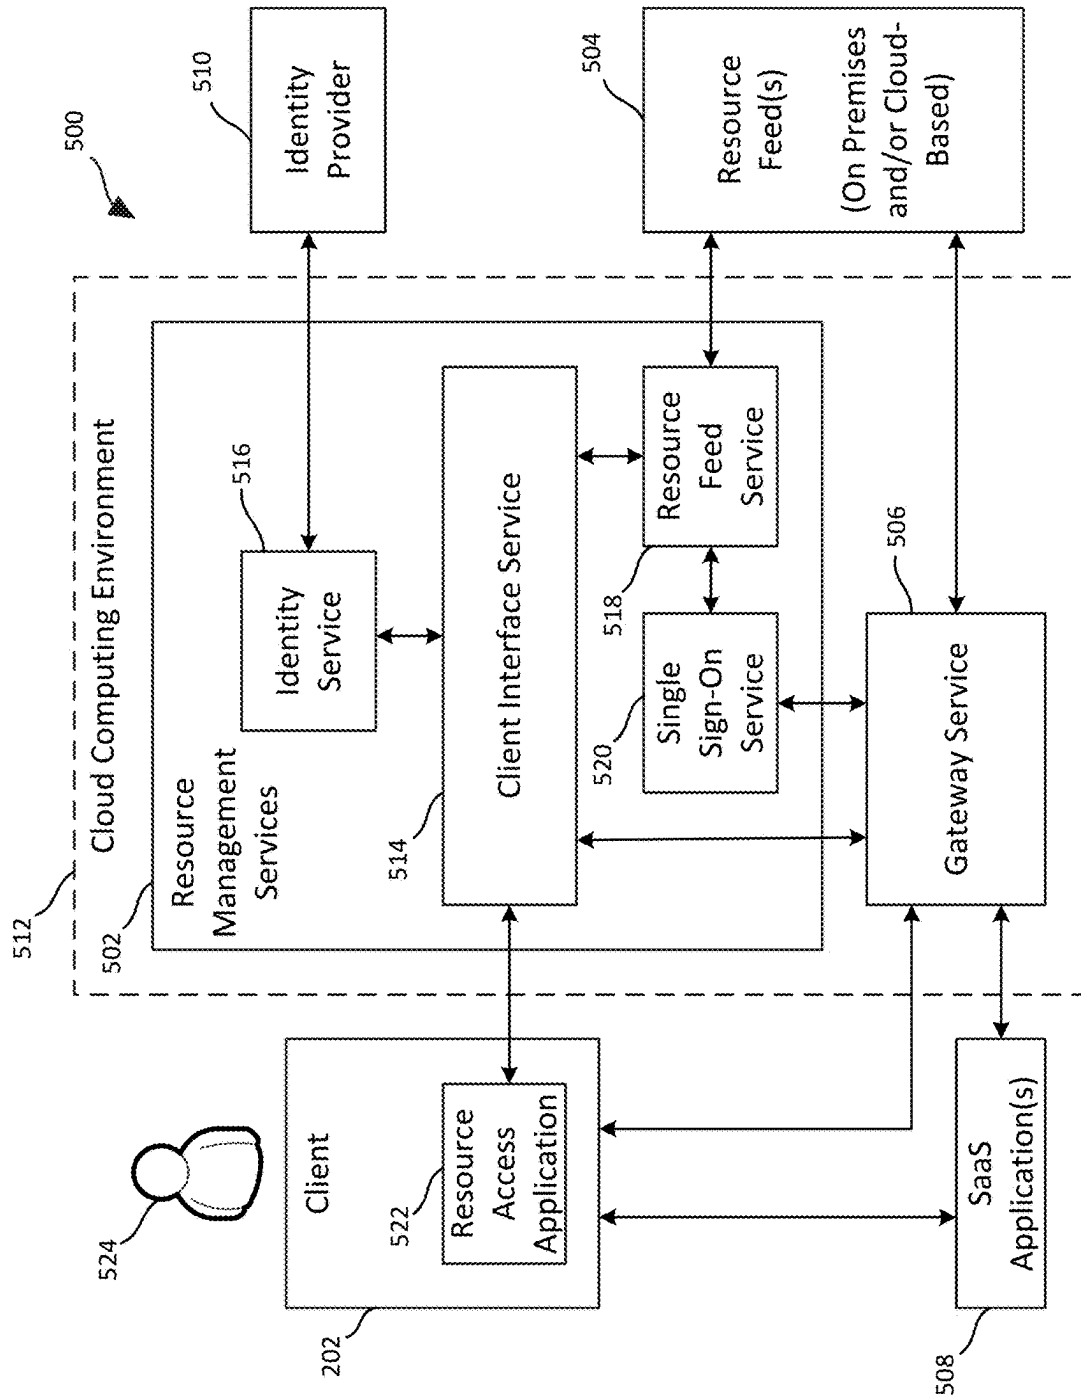 500
512
Cloud Computing Environment
502
Resource
Management
Services
524
Client
202
522
Resource
Access
Application
514
Client Interface Service
516
Identity
Service
510
Identity
Provider
520
Single
Sign-On
Service
518
Resource
Feed
Service
504
Resource
Feed(s)
(On Premises
and/or Cloud-
Based)
506
Gateway Service
508
SaaS
Application(s)